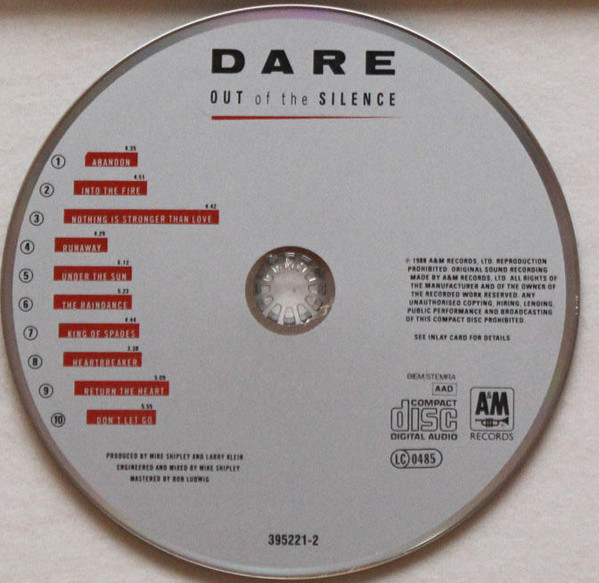 DARE
OUT of the SILENCE
4.35
1 ABANDON
4.51
2 INTO THE FIRE
4.42
3 NOTHING IS STRONGER THAN LOVE
4.29
4 RUNAWAY
6.12
5 UNDER THE SUN
5.23
6 THE RAINDANCE
4.44
7 KING OF SPADES
3.38
8 HEARTBREAKER
5.09
9 RETURN THE HEART
5.55
10 DON'T LET GO
℗ 1988 A&M RECORDS, LTD. REPRODUCTION
PROHIBITED. ORIGINAL SOUND RECORDING
MADE BY A&M RECORDS, LTD. ALL RIGHTS OF
THE MANUFACTURER AND OF THE OWNER OF
THE RECORDED WORK RESERVED. ANY
UNAUTHORISED COPYING, HIRING, LENDING,
PUBLIC PERFORMANCE AND BROADCASTING
OF THIS COMPACT DISC PROHIBITED.
SEE INLAY CARD FOR DETAILS
BIEM/STEMRA
AAD
COMPACT
disc
DIGITAL AUDIO
A&M
RECORDS
LC 0485
PRODUCED BY MIKE SHIPLEY AND LARRY KLEIN
ENGINEERED AND MIXED BY MIKE SHIPLEY
MASTERED BY BOB LUDWIG
395221-2